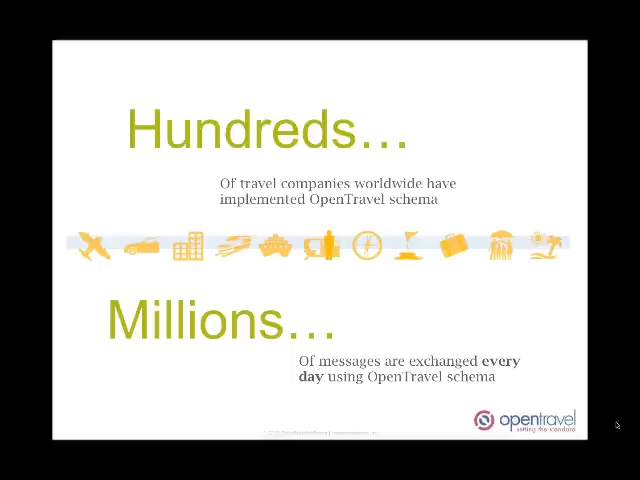 Hundreds…
Of travel companies worldwide have
implemented OpenTravel schema
Millions…
Of messages are exchanged every
day using OpenTravel schema
opentravel
setting the standard